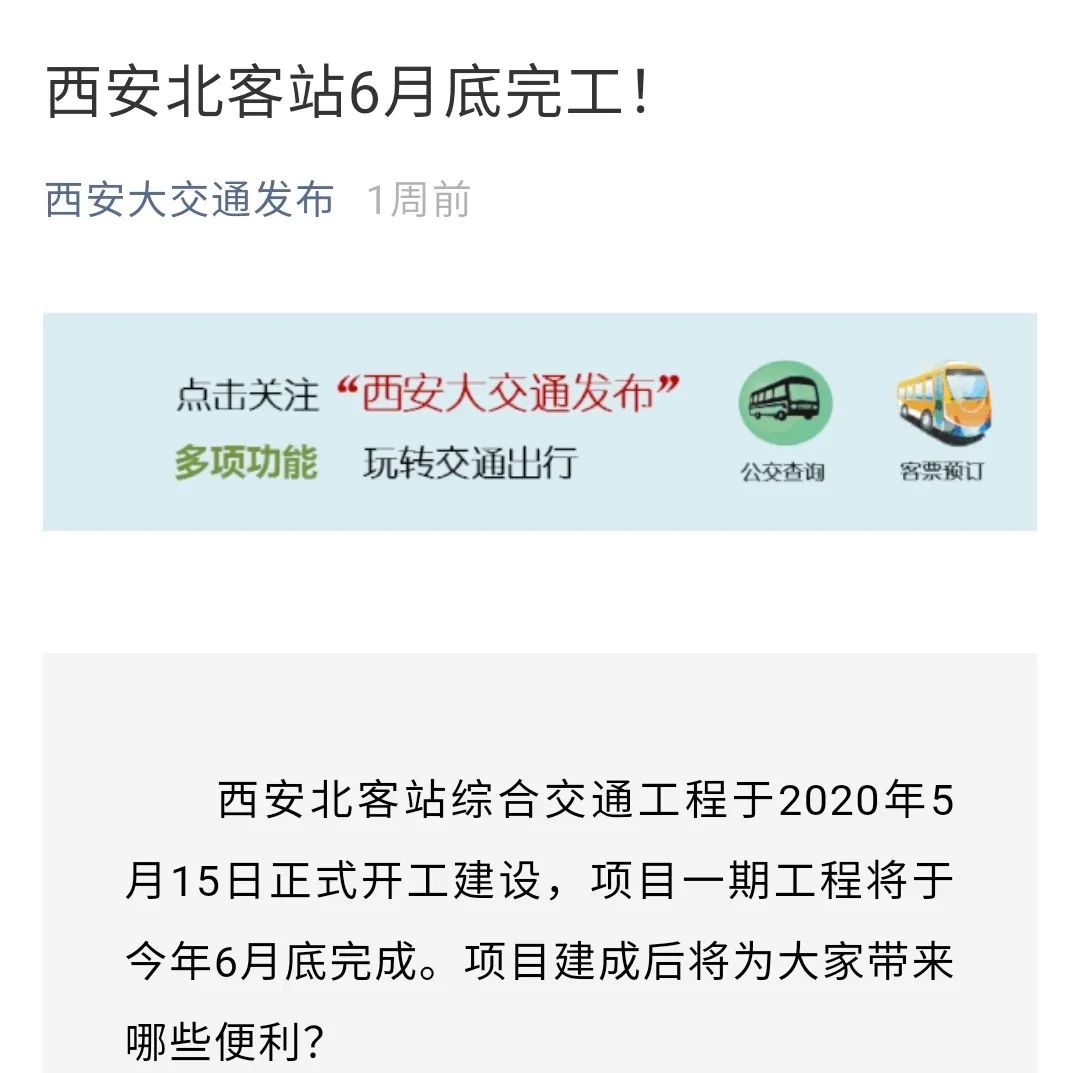 西安北客站6月底完工！
西安大交通发布 1周前
点击关注“西安大交通发布”
多项功能 玩转交通出行
公交查询 客票预订
西安北客站综合交通工程于2020年5
月15日正式开工建设，项目一期工程将于
今年6月底完成。项目建成后将为大家带来
哪些便利？